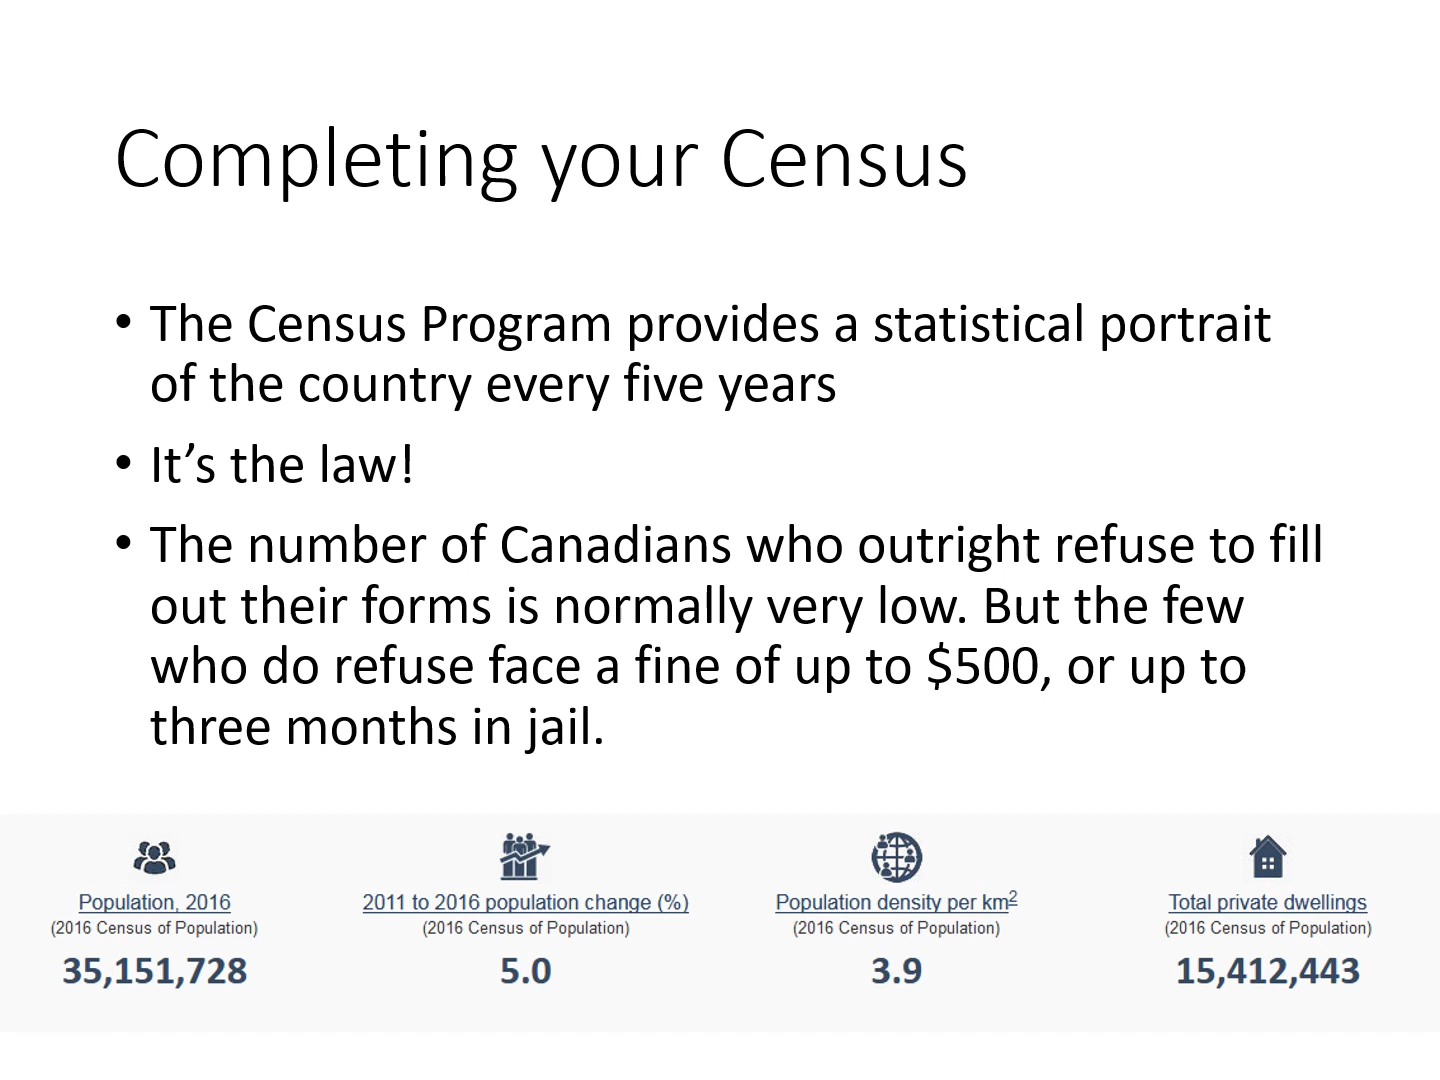 Completing your Census
• The Census Program provides a statistical portrait
of the country every five years
• It’s the law!
• The number of Canadians who outright refuse to fill
out their forms is normally very low. But the few
who do refuse face a fine of up to $500, or up to
three months in jail.
Population, 2016
(2016 Census of Population)
35,151,728
2011 to 2016 population change (%)
(2016 Census of Population)
5.0
Population density per km²
(2016 Census of Population)
3.9
Total private dwellings
(2016 Census of Population)
15,412,443